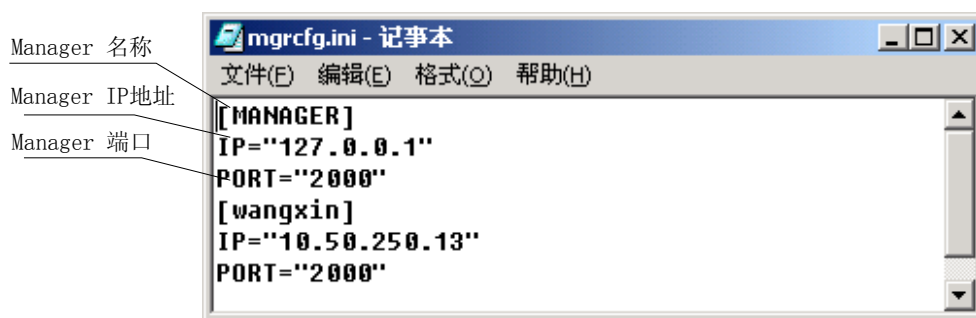 Manager 名称
Manager IP地址
Manager 端口
mgrcfg.ini - 记事本
文件(F) 编辑(E) 格式(O) 帮助(H)
[MANAGER]
IP="127.0.0.1"
PORT="2000"
[wangxin]
IP="10.50.250.13"
PORT="2000"